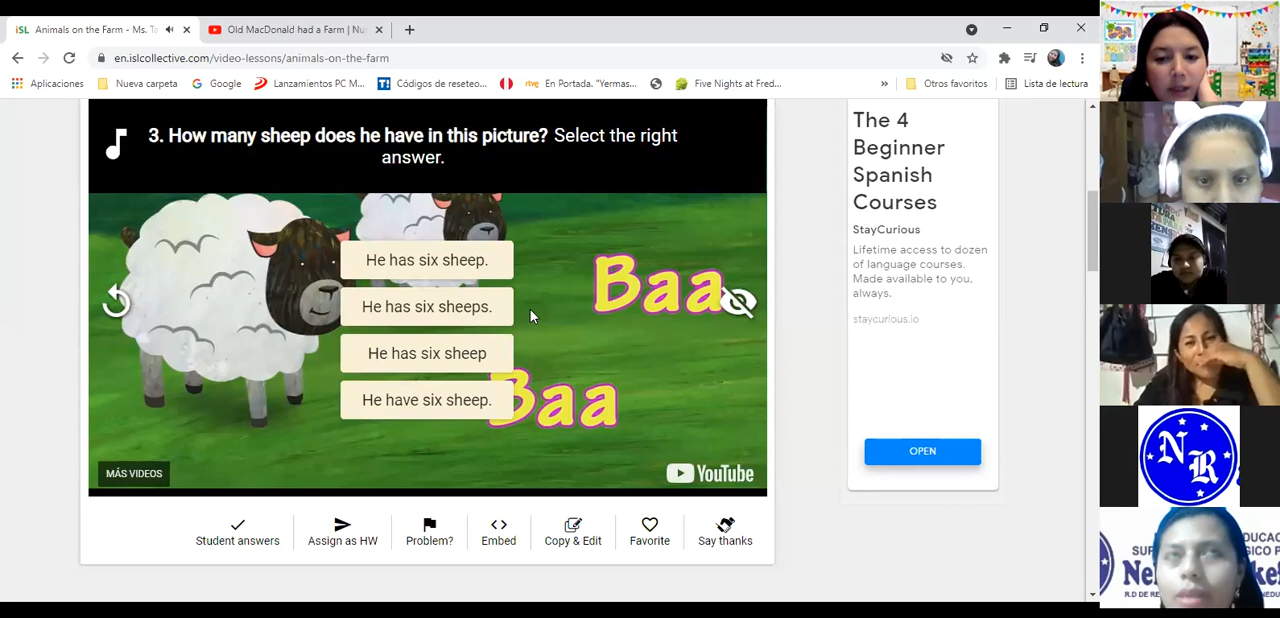 iSL Animals on the Farm - Ms. Te
Old MacDonald had a Farm | Nur
en.islcollective.com/video-lessons/animals-on-the-farm
Aplicaciones
Nueva carpeta
Google
Lanzamientos PC M...
Códigos de reseteo...
rtve
Portada. "Yermas...
Five Nights at Fred...
»
Otros favoritos
Lista de lectura
3. How many sheep does he have in this picture? Select the right
answer.
He has six sheep.
He has six sheeps.
He has six sheep
He have six sheep.
Baa
Baa
MÁS VIDEOS
YouTube
Student answers
Assign as HW
Problem?
Embed
Copy & Edit
Favorite
Say thanks
The 4
Beginner
Spanish
Courses
StayCurious
Lifetime access to dozen
of language courses.
Made available to you,
always.
staycurious.io
OPEN
NR